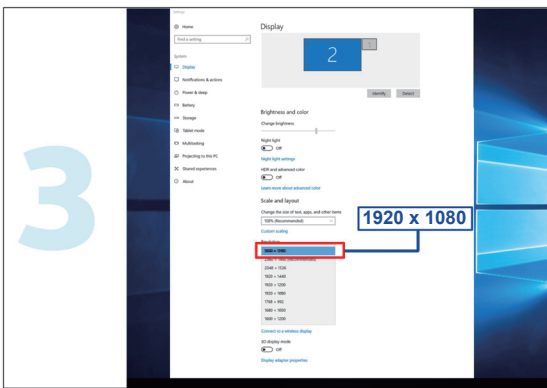 3
Settings
Home
Find a setting
System
Display
Notifications & actions
Power & sleep
Battery
Storage
Tablet mode
Multitasking
Projecting to this PC
Shared experiences
About
Display
2
1
Identify
Detect
Brightness and color
Change brightness
Night light
Off
Night light settings
HDR and advanced color
Off
Learn more about advanced color
Scale and layout
Change the size of text, apps, and other items
100% (Recommended)
Custom scaling
1920 x 1080
(Recommended)
2048 × 1536
1920 × 1440
1920 × 1200
1920 × 1080
1768 × 992
1680 × 1050
1600 × 1200
Connect to a wireless display
3D display mode
Off
Display adapter properties